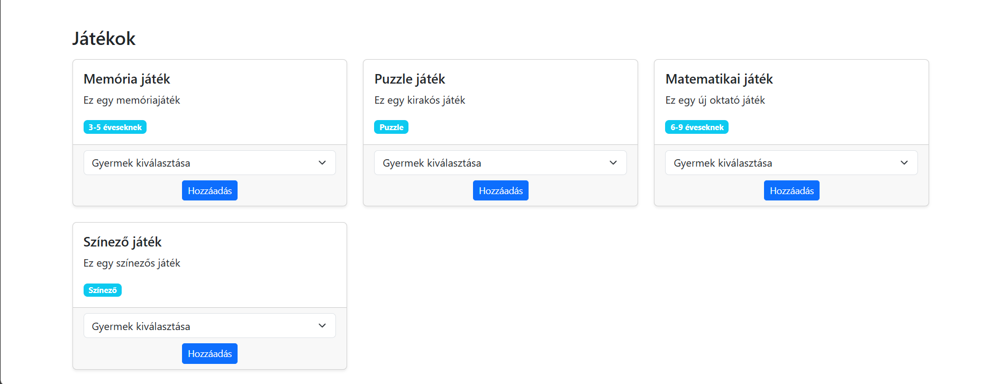 Játékok
Memória játék
Ez egy memóriajáték
3-5 éveseknek
Gyermek kiválasztása
Hozzáadás
Puzzle játék
Ez egy kirakós játék
Puzzle
Gyermek kiválasztása
Hozzáadás
Matematikai játék
Ez egy új oktató játék
6-9 éveseknek
Gyermek kiválasztása
Hozzáadás
Színező játék
Ez egy színezős játék
Színező
Gyermek kiválasztása
Hozzáadás